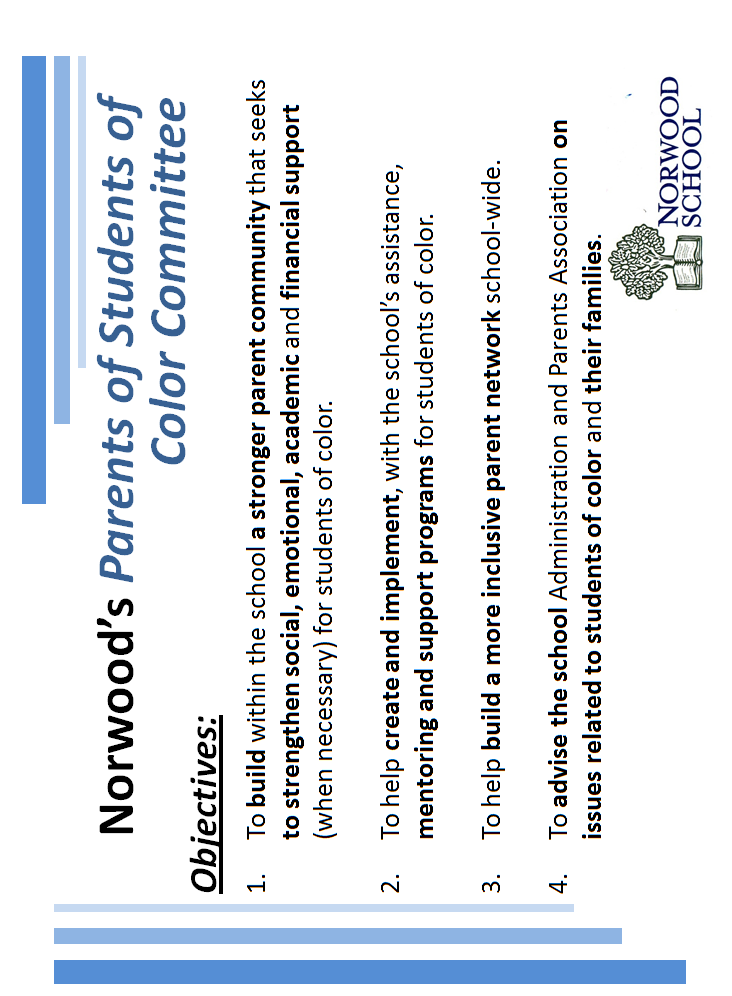 Norwood's Parents of Students of
Color Committee
Objectives:
1. To build within the school a stronger parent community that seeks
to strengthen social, emotional, academic and financial support
(when necessary) for students of color.
2. To help create and implement, with the school's assistance,
mentoring and support programs for students of color.
3. To help build a more inclusive parent network school-wide.
4. To advise the school Administration and Parents Association on
issues related to students of color and their families.
NORWOOD
SCHOOL